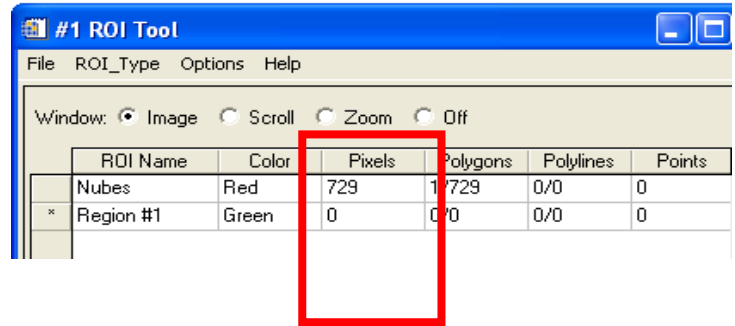 #1 ROI Tool
File ROI_Type Options Help
Window: Image Scroll Zoom Off
ROI Name Color Pixels Polygons Polylines Points
Nubes Red 729 1/729 0/0 0
* Region #1 Green 0 0/0 0/0 0